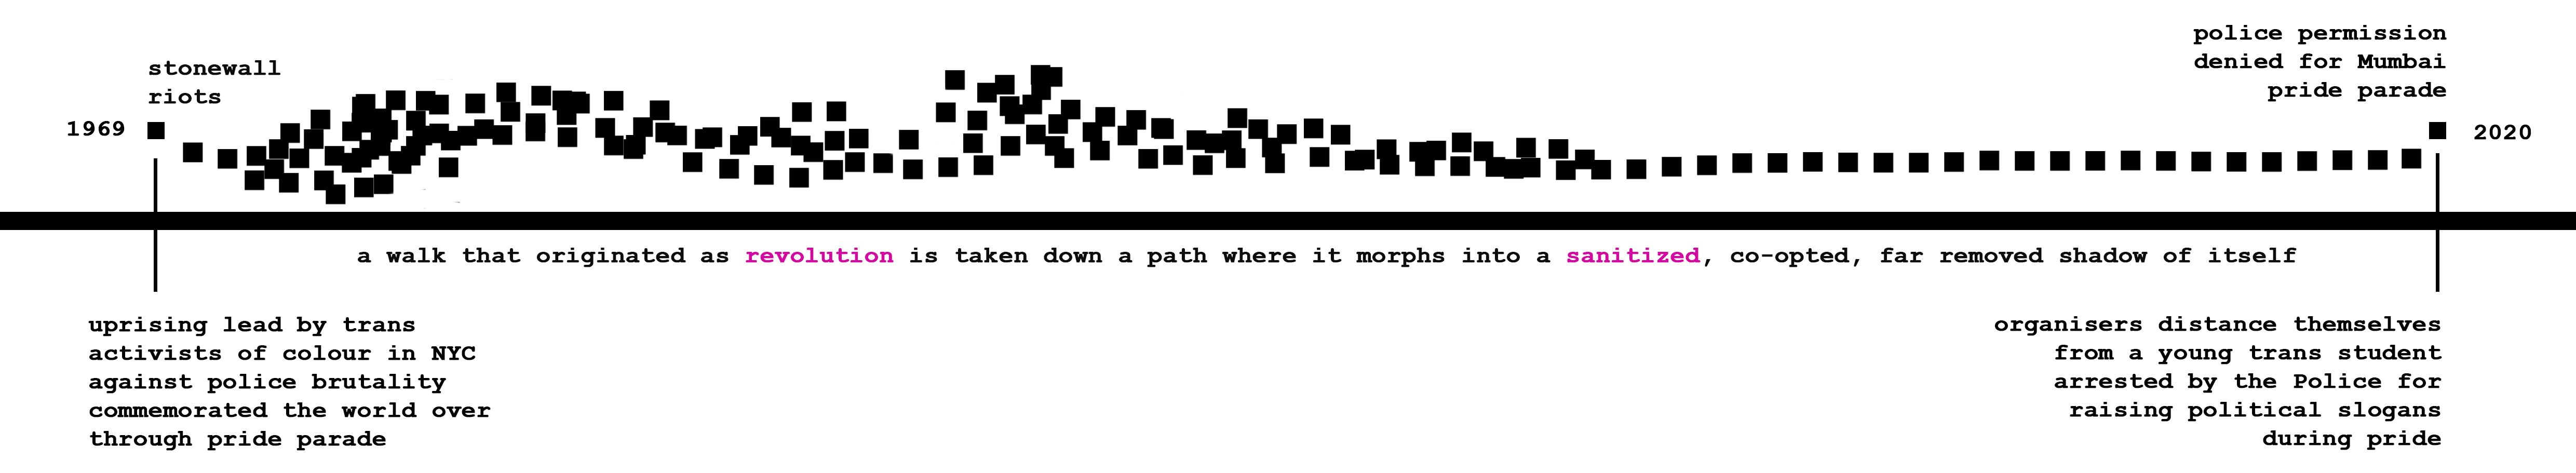 stonewall
riots
1969
police permission
denied for Mumbai
pride parade
2020
a walk that originated as revolution is taken down a path where it morphs into a sanitized, co-opted, far removed shadow of itself
uprising lead by trans
activists of colour in NYC
against police brutality
commemorated the world over
through pride parade
organisers distance themselves
from a young trans student
arrested by the Police for
raising political slogans
during pride